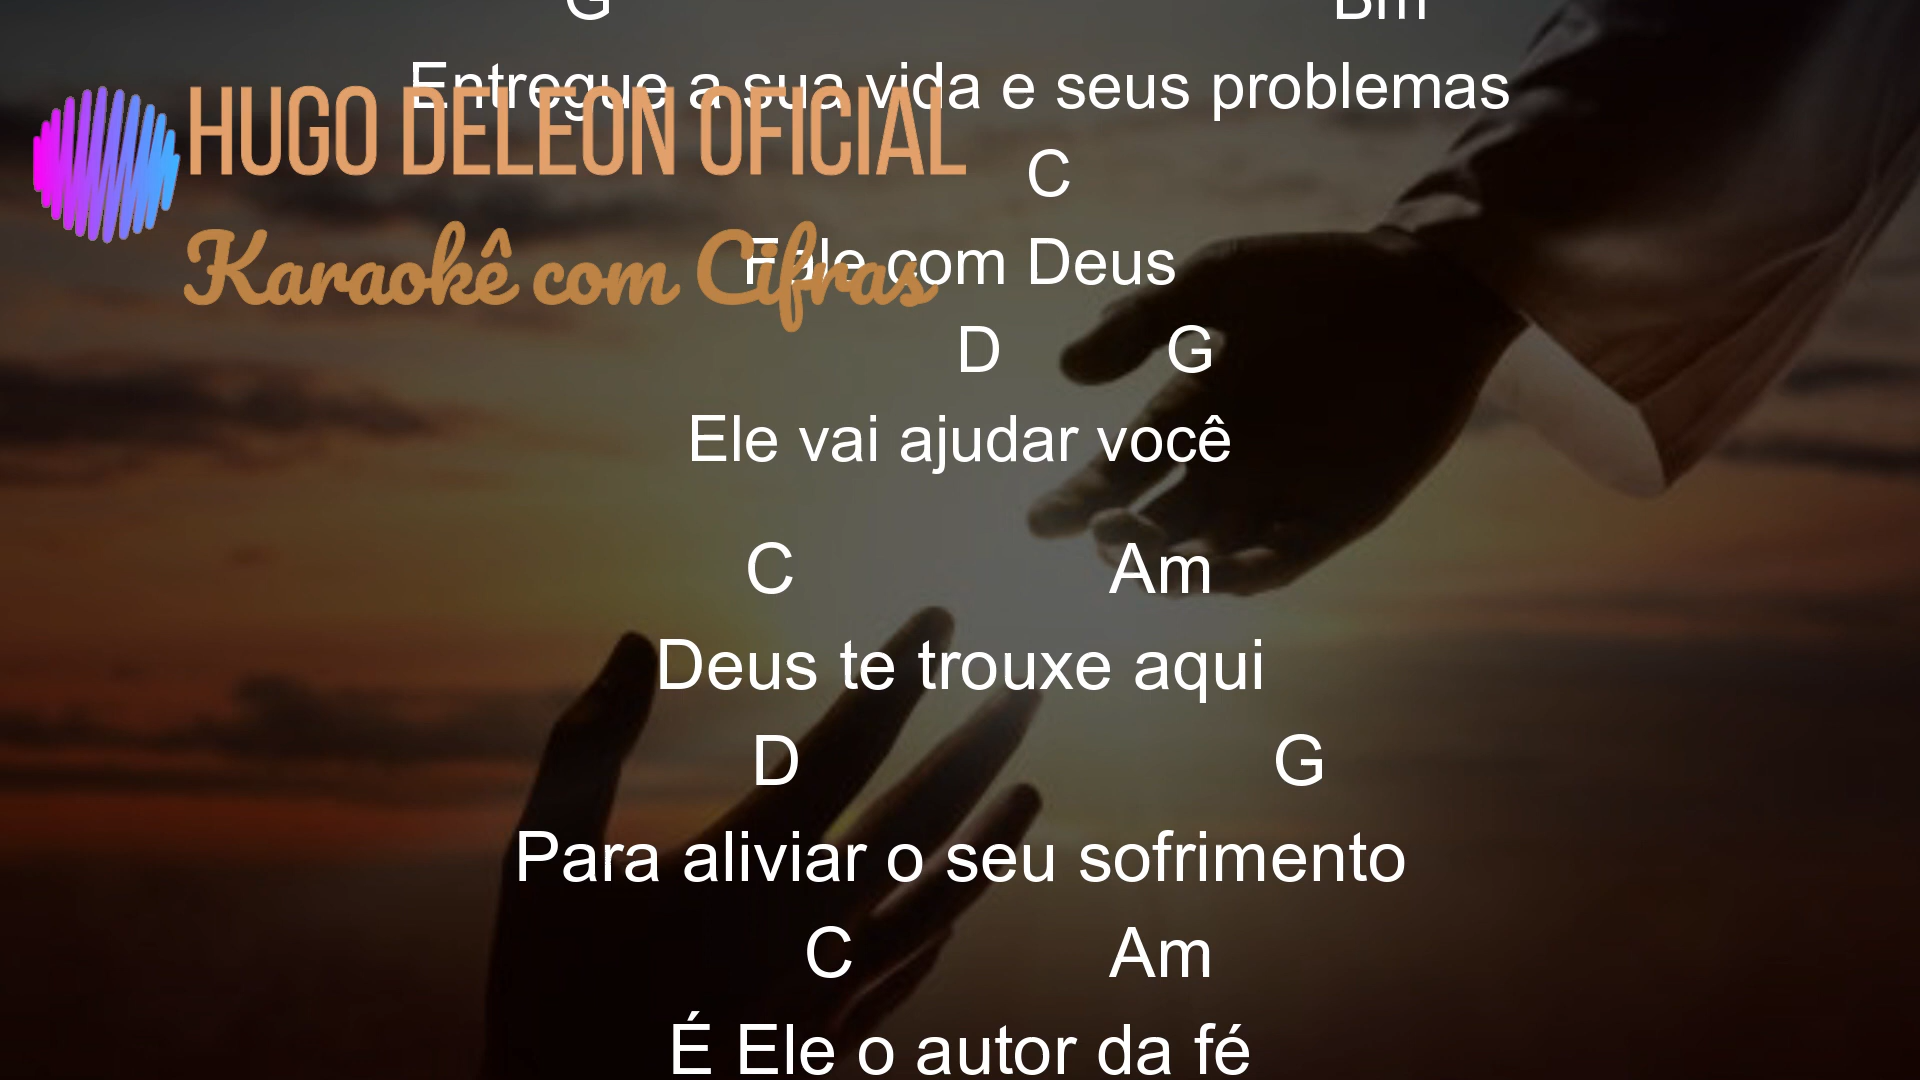 G Bm
Entregue a sua vida e seus problemas
HUGO DELEON OFICIAL
C
Karaokê com Cifras
Fale com Deus
D G
Ele vai ajudar você
C Am
Deus te trouxe aqui
D G
Para aliviar o seu sofrimento
C Am
É Ele o autor da fé